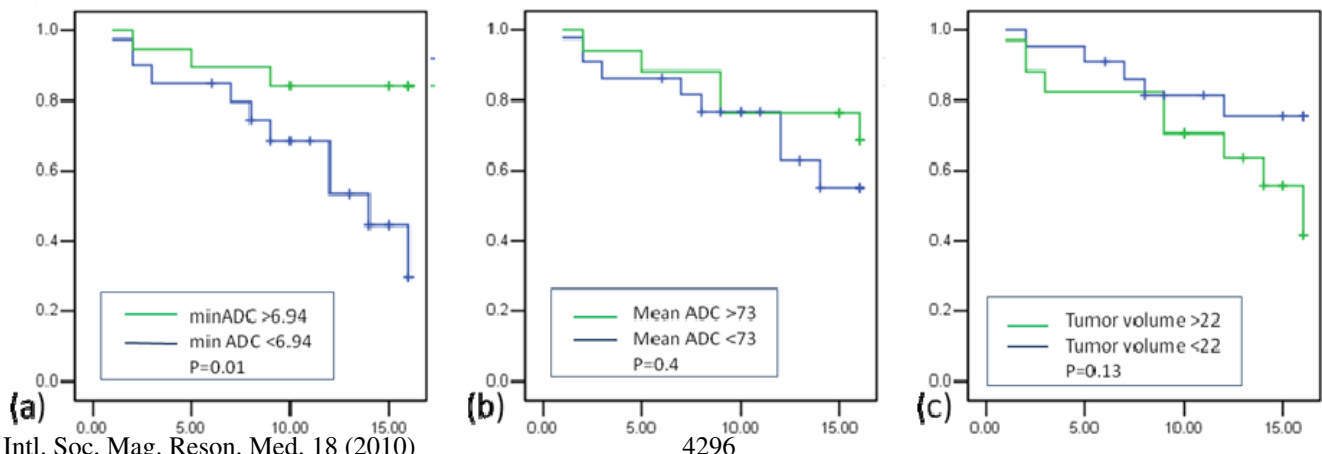 1.0
0.8
0.6
0.4
0.2
0.0
minADC >6.94
min ADC <6.94
P=0.01
(a)
0.00 5.00 10.00 15.00
1.0
0.8
0.6
0.4
0.2
0.0
Mean ADC >73
Mean ADC <73
P=0.4
(b)
0.00 5.00 10.00 15.00
1.0
0.8
0.6
0.4
0.2
0.0
Tumor volume >22
Tumor volume <22
P=0.13
(c)
0.00 5.00 10.00 15.00
Intl. Soc. Mag. Reson. Med. 18 (2010) 4296